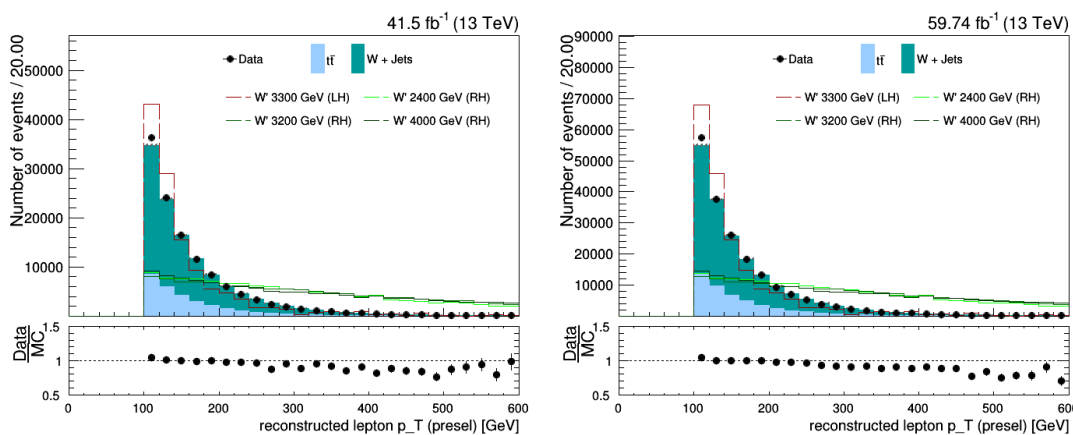 41.5 fb⁻¹ (13 TeV)
Number of events / 20.00
50000
40000
30000
20000
10000
Data
tt̄
W + Jets
W' 3300 GeV (LH)
W' 2400 GeV (RH)
W' 3200 GeV (RH)
W' 4000 GeV (RH)
Data
MC
1.5
1
0.5
0 100 200 300 400 500 600
reconstructed lepton p_T (presel) [GeV]
59.74 fb⁻¹ (13 TeV)
Number of events / 20.00
90000
80000
70000
60000
50000
40000
30000
20000
10000
Data
tt̄
W + Jets
W' 3300 GeV (LH)
W' 2400 GeV (RH)
W' 3200 GeV (RH)
W' 4000 GeV (RH)
Data
MC
1.5
1
0.5
0 100 200 300 400 500 600
reconstructed lepton p_T (presel) [GeV]